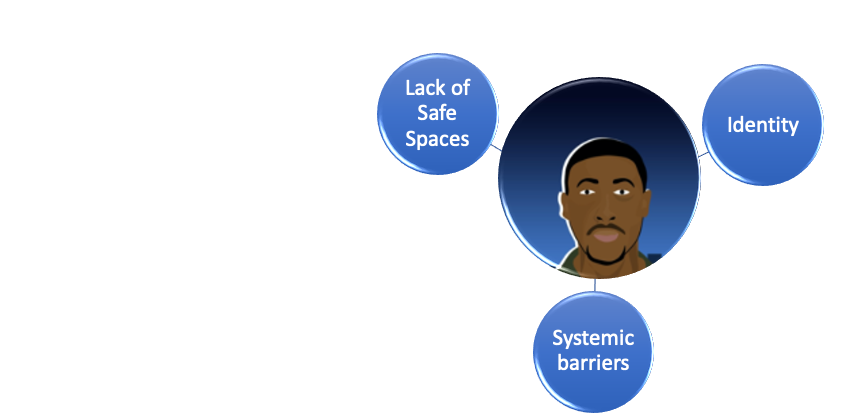 Lack of
Safe
Spaces
Identity
Systemic
barriers